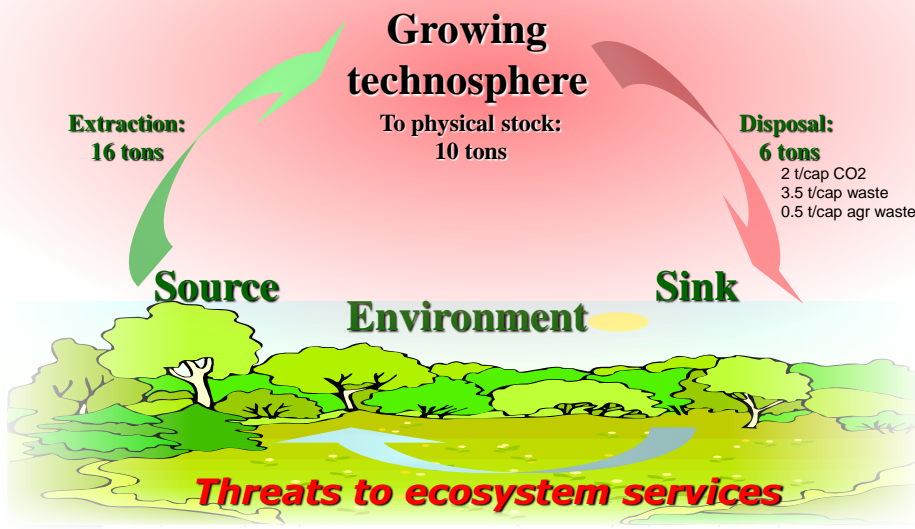 Growing
technosphere
To physical stock:
10 tons
Extraction:
16 tons
Disposal:
6 tons
2 t/cap CO2
3.5 t/cap waste
0.5 t/cap agr waste
Source
Sink
Environment
Threats to ecosystem services